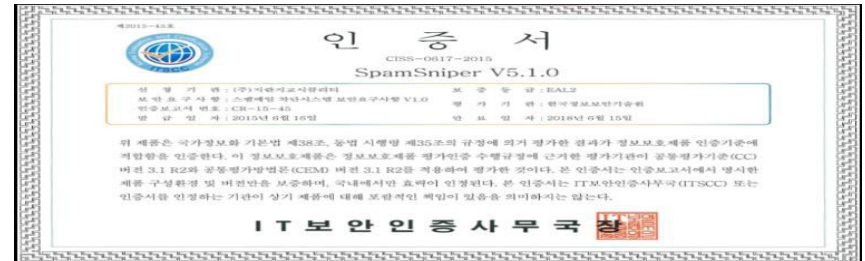 제2015-45호
인 증 서
ITSCC
CISS-0617-2015
SpamSniper V5.1.0
신 청 기 관 : (주)지란지교시큐리티 보 증 등 급 : EAL2
보안요구사항 : 스팸메일 차단시스템 보안요구사항 V1.0 평 가 기 관 : 한국정보보안기술원
인증보고서 번호 : CR-15-45
발 급 일 자 : 2015년 6월 16일 만 료 일 자 : 2018년 6월 15일
위 제품은 국가정보화 기본법 제38조, 동법 시행령 제35조의 규정에 의거 평가한 결과가 정보보호제품 인증기준에
적합함을 인증한다. 이 정보보호제품은 정보보호제품 평가인증 수행규정에 근거한 평가기관이 공통평가기준(CC)
버전 3.1 R2와 공통평가방법론(CEM) 버전 3.1 R2를 적용하여 평가한 것이다. 본 인증서는 인증보고서에서 명시한
제품 구성환경 및 버전만을 보증하며, 국내에서만 효력이 인정된다. 본 인증서는 IT보안인증사무국(ITSCC) 또는
인증서를 인정하는 기관이 상기 제품에 대해 포괄적인 책임이 있음을 의미하지는 않는다.
IT보안인증사무국장